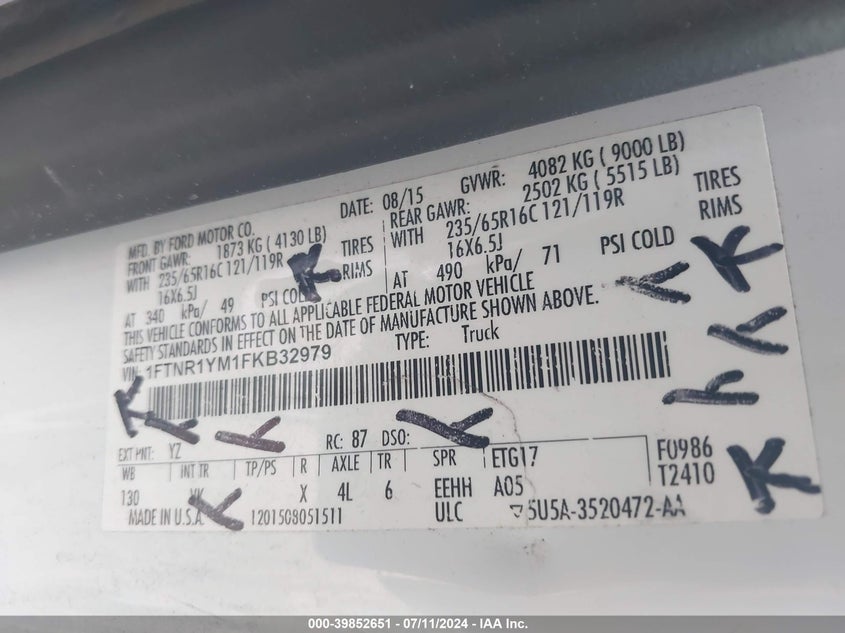 MFD. BY FORD MOTOR CO. DATE: 08/15 GVWR: 4082 KG ( 9000 LB)
FRONT GAWR: 1873 KG ( 4130 LB) REAR GAWR: 2502 KG ( 5515 LB)
WITH 235/65R16C 121/119R TIRES WITH 235/65R16C 121/119R TIRES
16X6.5J RIMS 16X6.5J RIMS
AT 340 kPa/ 49 PSI COLD AT 490 kPa/ 71 PSI COLD
THIS VEHICLE CONFORMS TO ALL APPLICABLE FEDERAL MOTOR VEHICLE
SAFETY STANDARDS IN EFFECT ON THE DATE OF MANUFACTURE SHOWN ABOVE.
VIN: 1FTNR1YM1FKB32979 TYPE: Truck
EXT PNT: YZ RC: 87 DSO:
WB INT TR TP/PS R AXLE TR SPR ETG17 F0986
130 X 4L 6 EEHH A05 T2410
MADE IN U.S.A. 1201508051511 ULC 5U5A-3520472-AA
000-39852651 - 07/11/2024 - IAA Inc.